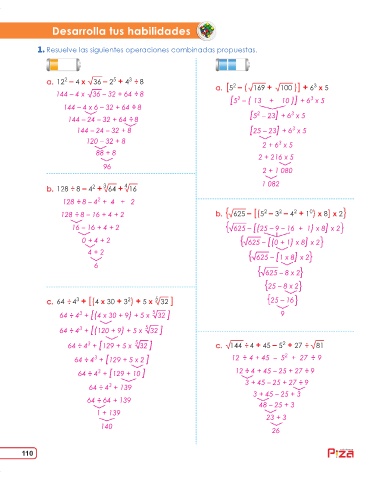 Desarrolla tus habilidades
1. Resuelve las siguientes operaciones combinadas propuestas.
a. 12² – 4 x √36 – 2⁵ + 4³ ÷ 8
144 – 4 x √36 – 32 + 64 ÷ 8
144 – 4 x 6 – 32 + 64 ÷ 8
144 – 24 – 32 + 64 ÷ 8
144 – 24 – 32 + 8
120 – 32 + 8
88 + 8
96
b. 128 ÷ 8 – 4² + ³√64 + ⁴√16
128 ÷ 8 – 4² + 4 + 2
128 ÷ 8 – 16 + 4 + 2
16 – 16 + 4 + 2
0 + 4 + 2
4 + 2
6
c. 64 ÷ 4³ + [(4 x 30 + 3²) + 5 x ⁵√32]
64 ÷ 4³ + [(4 x 30 + 9) + 5 x ⁵√32]
64 ÷ 4³ + [(120 + 9) + 5 x ⁵√32]
64 ÷ 4³ + [129 + 5 x ⁵√32]
64 ÷ 4³ + [129 + 5 x 2]
64 ÷ 4³ + [129 + 10]
64 ÷ 4³ + 139
64 ÷ 64 + 139
1 + 139
140
a. [5² – (√169 + √100)] + 6³ x 5
[5² – (13 + 10)] + 6³ x 5
[5² – 23] + 6³ x 5
[25 – 23] + 6³ x 5
2 + 6³ x 5
2 + 216 x 5
2 + 1 080
1 082
b. {√625 – [(5² – 3² – 4² + 1⁰) x 8] x 2}
{√625 – [(25 – 9 – 16 + 1) x 8] x 2}
{√625 – [(0 + 1) x 8] x 2}
{√625 – [1 x 8] x 2}
{√625 – 8 x 2}
{25 – 8 x 2}
{25 – 16}
9
c. √144 ÷ 4 + 45 – 5² + 27 ÷ √81
12 ÷ 4 + 45 – 5² + 27 ÷ 9
12 ÷ 4 + 45 – 25 + 27 ÷ 9
3 + 45 – 25 + 27 ÷ 9
3 + 45 – 25 + 3
48 – 25 + 3
23 + 3
26
110